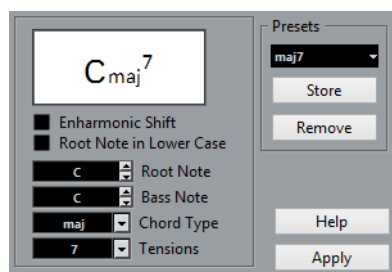 Cmaj7
Enharmonic Shift
Root Note in Lower Case
C Root Note
C Bass Note
maj Chord Type
7 Tensions
Presets
maj7
Store
Remove
Help
Apply